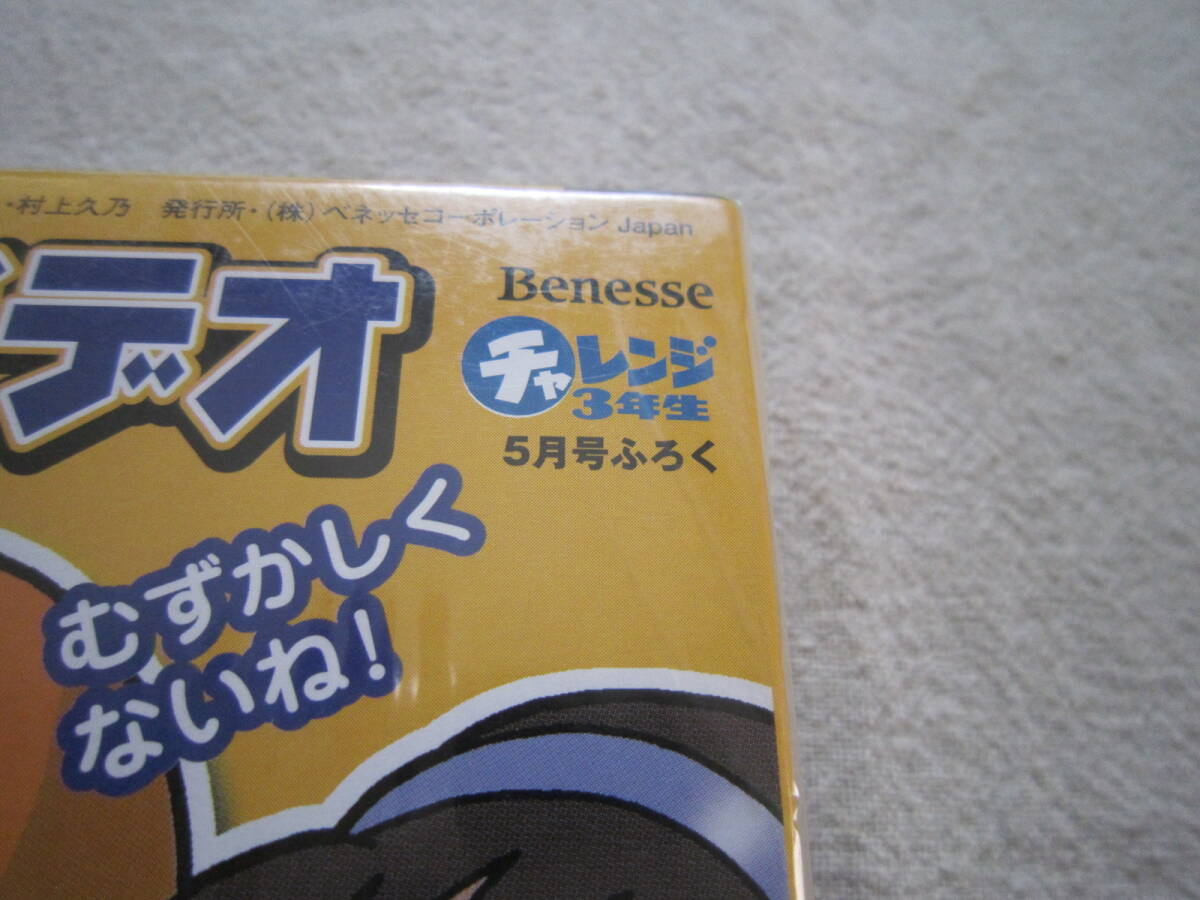 ・村上久乃 発行所・(株)ベネッセコーポレーション Japan
デオ
Benesse
チャレンジ
3年生
5月号ふろく
むずかしく
ないね!